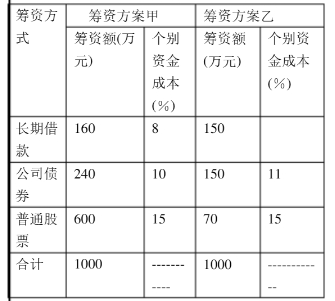 筹资方式 筹资方案甲 筹资方案乙
筹资额(万元) 个别资金成本(%) 筹资额(万元) 个别资金成本(%)
长期借款 160 8 150
公司债券 240 10 150 11
普通股票 600 15 70 15
合计 1000 ----------- 1000 ------------